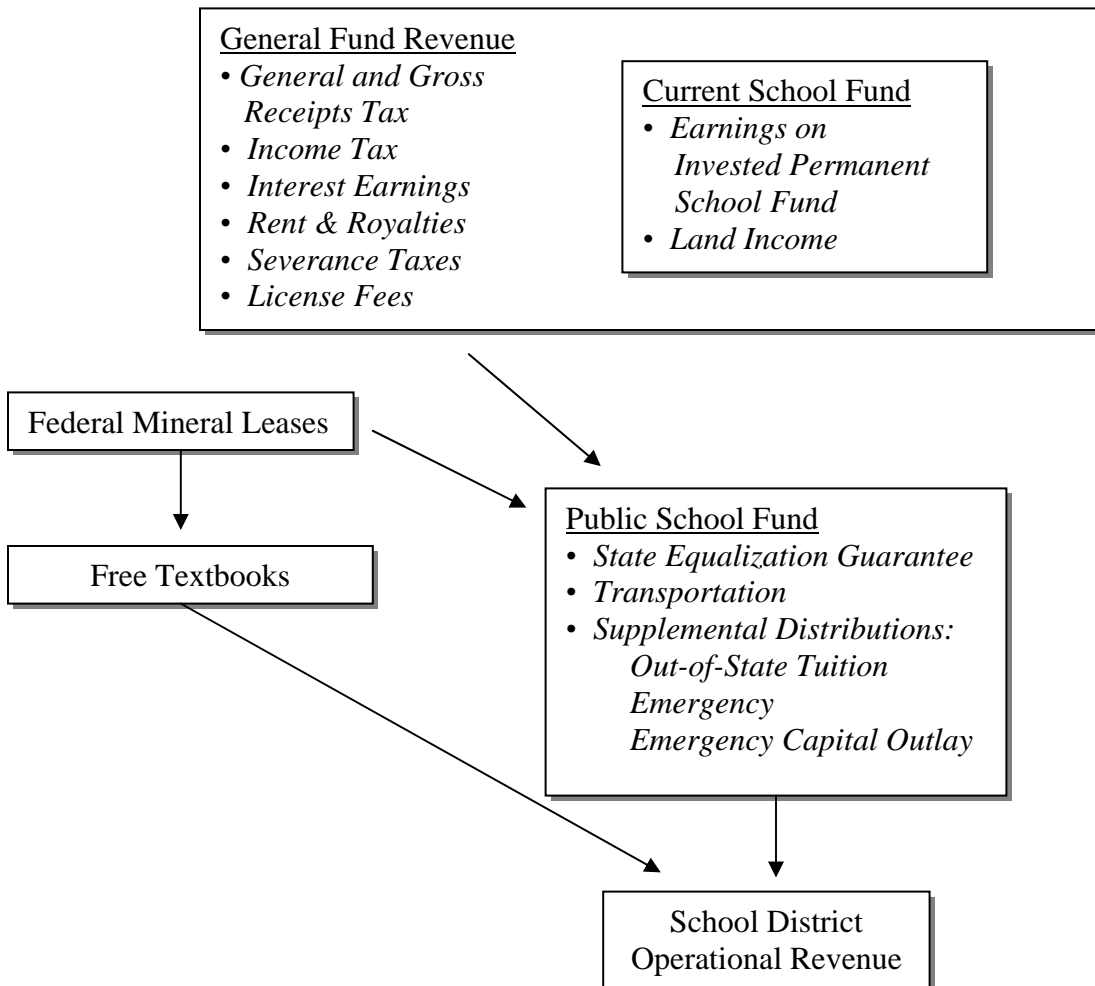 General Fund Revenue
• General and Gross
Receipts Tax
• Income Tax
• Interest Earnings
• Rent & Royalties
• Severance Taxes
• License Fees
Current School Fund
• Earnings on
Invested Permanent
School Fund
• Land Income
Federal Mineral Leases
Free Textbooks
Public School Fund
• State Equalization Guarantee
• Transportation
• Supplemental Distributions:
Out-of-State Tuition
Emergency
Emergency Capital Outlay
School District
Operational Revenue